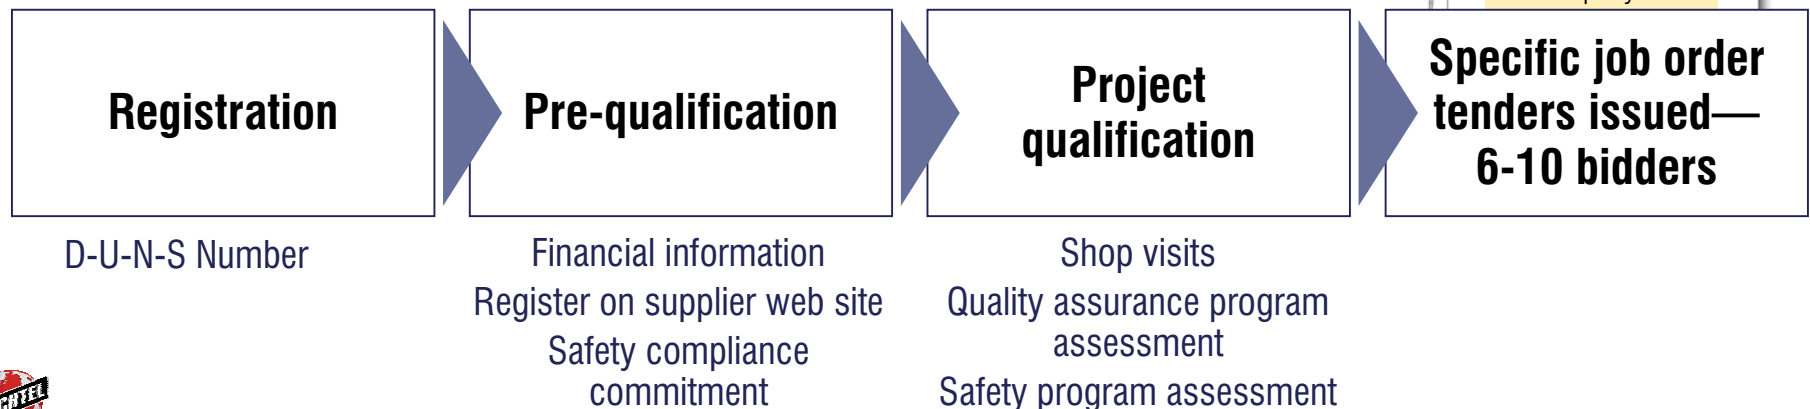 Registration
D-U-N-S Number
Pre-qualification
Financial information
Register on supplier web site
Safety compliance
commitment
Project
qualification
Shop visits
Quality assurance program
assessment
Safety program assessment
Specific job order
tenders issued—
6-10 bidders